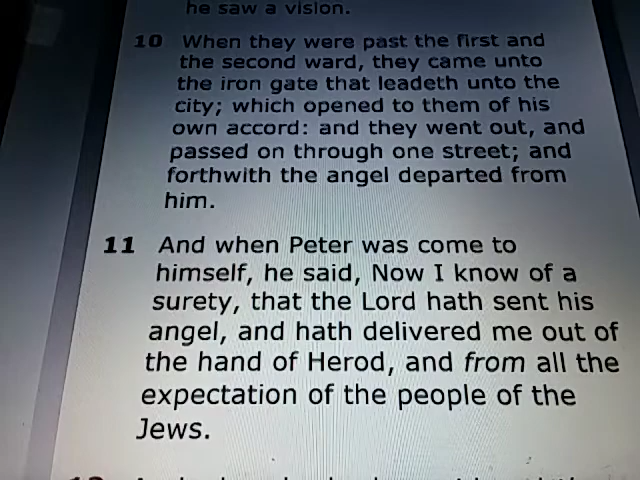 he saw a vision.
10 When they were past the first and
the second ward, they came unto
the iron gate that leadeth unto the
city; which opened to them of his
own accord: and they went out, and
passed on through one street; and
forthwith the angel departed from
him.
11 And when Peter was come to
himself, he said, Now I know of a
surety, that the Lord hath sent his
angel, and hath delivered me out of
the hand of Herod, and from all the
expectation of the people of the
Jews.